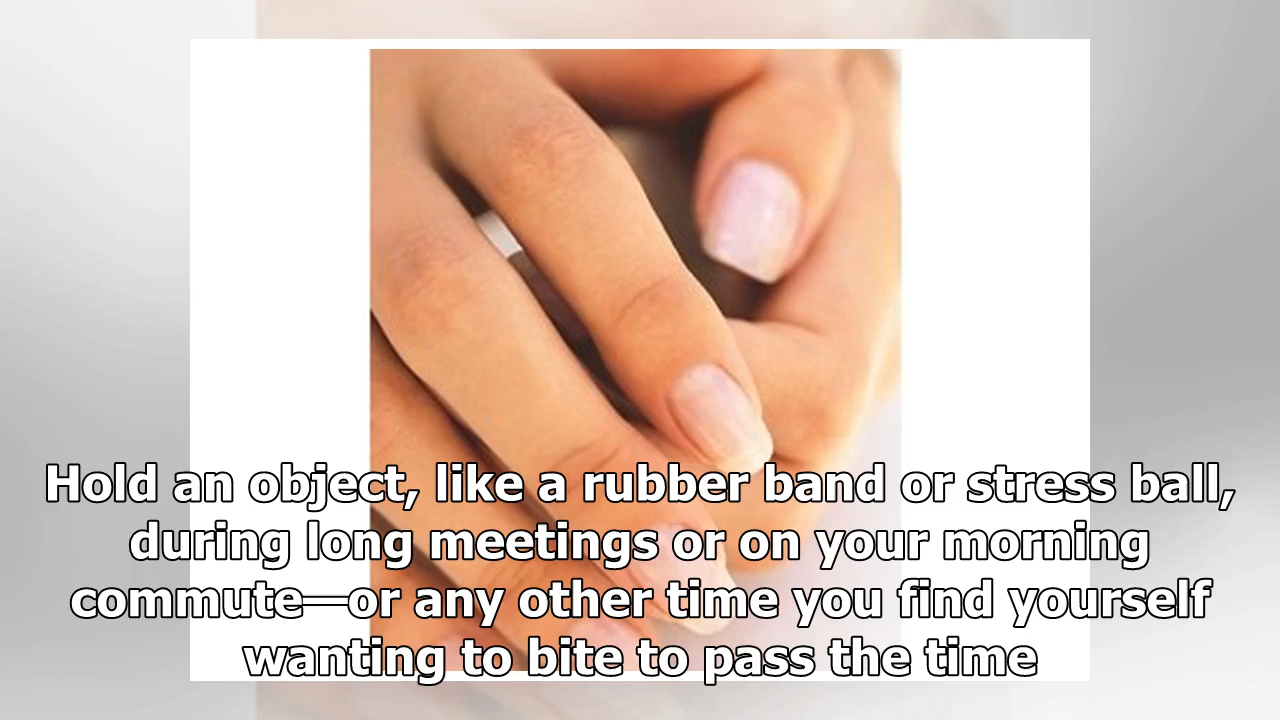 Hold an object, like a rubber band or stress ball,
during long meetings or on your morning
commute—or any other time you find yourself
wanting to bite to pass the time